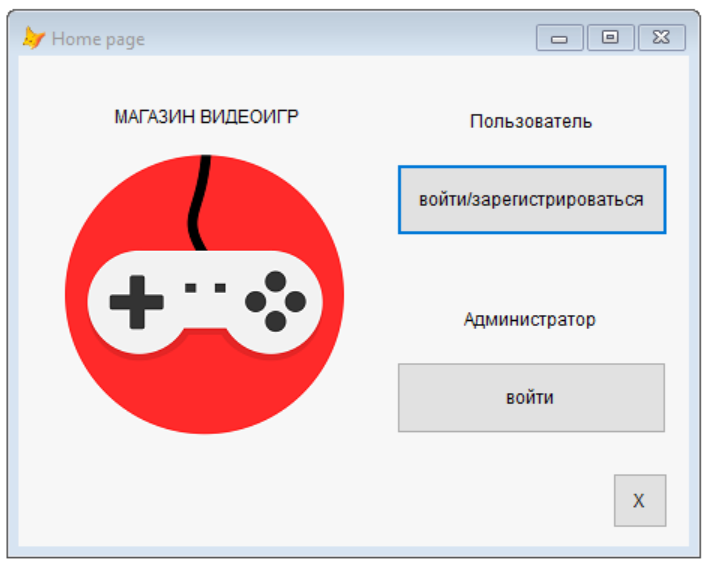 Home page
МАГАЗИН ВИДЕОИГР
Пользователь
войти/зарегистрироваться
Администратор
войти
X